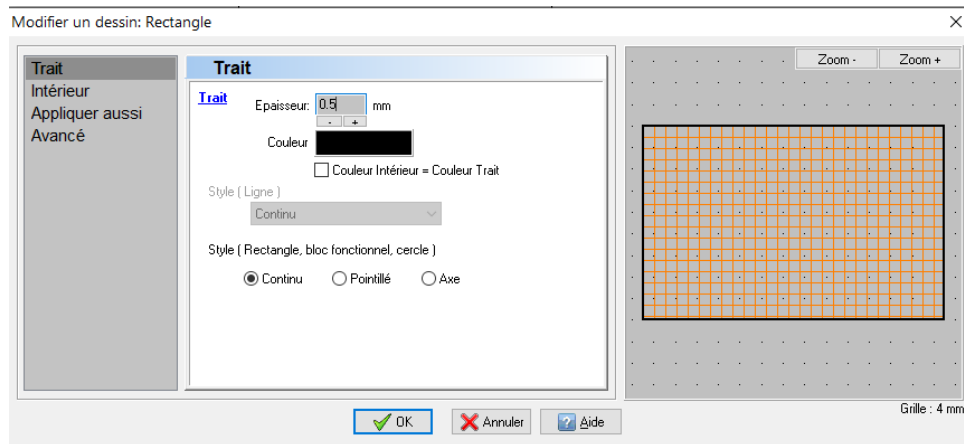 Modifier un dessin: Rectangle
Trait
Intérieur
Appliquer aussi
Avancé
Trait
Trait
Epaisseur: 0.5 mm
- +
Couleur
Couleur Intérieur = Couleur Trait
Style ( Ligne )
Continu
Style ( Rectangle, bloc fonctionnel, cercle )
Continu Pointillé Axe
Zoom - Zoom +
Grille : 4 mm
OK Annuler ? Aide